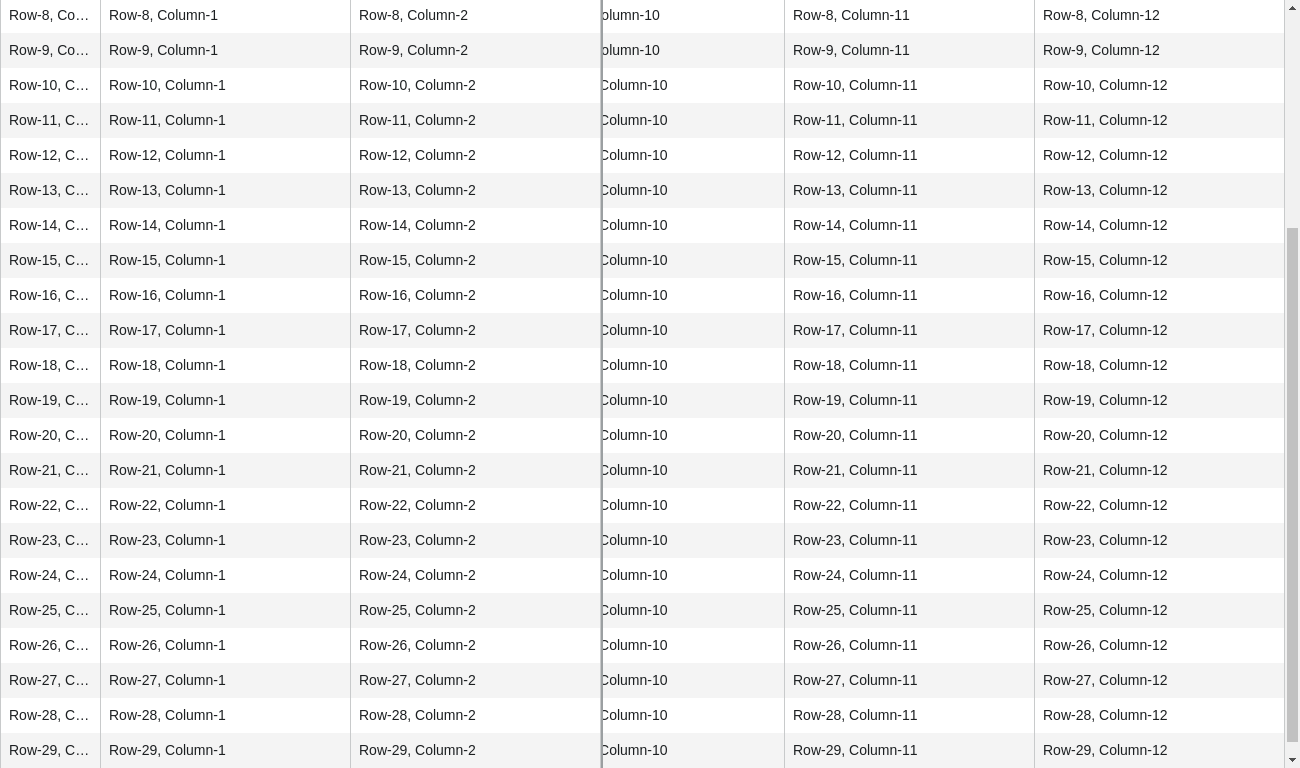 Row-8, Co… Row-8, Column-1 Row-8, Column-2 olumn-10 Row-8, Column-11 Row-8, Column-12
Row-9, Co… Row-9, Column-1 Row-9, Column-2 olumn-10 Row-9, Column-11 Row-9, Column-12
Row-10, C… Row-10, Column-1 Row-10, Column-2 Column-10 Row-10, Column-11 Row-10, Column-12
Row-11, C… Row-11, Column-1 Row-11, Column-2 Column-10 Row-11, Column-11 Row-11, Column-12
Row-12, C… Row-12, Column-1 Row-12, Column-2 Column-10 Row-12, Column-11 Row-12, Column-12
Row-13, C… Row-13, Column-1 Row-13, Column-2 Column-10 Row-13, Column-11 Row-13, Column-12
Row-14, C… Row-14, Column-1 Row-14, Column-2 Column-10 Row-14, Column-11 Row-14, Column-12
Row-15, C… Row-15, Column-1 Row-15, Column-2 Column-10 Row-15, Column-11 Row-15, Column-12
Row-16, C… Row-16, Column-1 Row-16, Column-2 Column-10 Row-16, Column-11 Row-16, Column-12
Row-17, C… Row-17, Column-1 Row-17, Column-2 Column-10 Row-17, Column-11 Row-17, Column-12
Row-18, C… Row-18, Column-1 Row-18, Column-2 Column-10 Row-18, Column-11 Row-18, Column-12
Row-19, C… Row-19, Column-1 Row-19, Column-2 Column-10 Row-19, Column-11 Row-19, Column-12
Row-20, C… Row-20, Column-1 Row-20, Column-2 Column-10 Row-20, Column-11 Row-20, Column-12
Row-21, C… Row-21, Column-1 Row-21, Column-2 Column-10 Row-21, Column-11 Row-21, Column-12
Row-22, C… Row-22, Column-1 Row-22, Column-2 Column-10 Row-22, Column-11 Row-22, Column-12
Row-23, C… Row-23, Column-1 Row-23, Column-2 Column-10 Row-23, Column-11 Row-23, Column-12
Row-24, C… Row-24, Column-1 Row-24, Column-2 Column-10 Row-24, Column-11 Row-24, Column-12
Row-25, C… Row-25, Column-1 Row-25, Column-2 Column-10 Row-25, Column-11 Row-25, Column-12
Row-26, C… Row-26, Column-1 Row-26, Column-2 Column-10 Row-26, Column-11 Row-26, Column-12
Row-27, C… Row-27, Column-1 Row-27, Column-2 Column-10 Row-27, Column-11 Row-27, Column-12
Row-28, C… Row-28, Column-1 Row-28, Column-2 Column-10 Row-28, Column-11 Row-28, Column-12
Row-29, C… Row-29, Column-1 Row-29, Column-2 Column-10 Row-29, Column-11 Row-29, Column-12